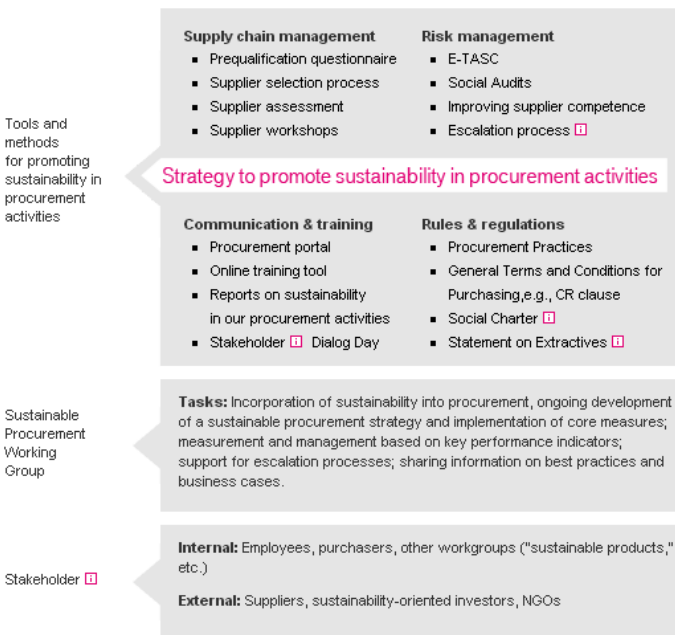 Tools and
methods
for promoting
sustainability in
procurement
activities
Supply chain management
▪ Prequalification questionnaire
▪ Supplier selection process
▪ Supplier assessment
▪ Supplier workshops
Risk management
▪ E-TASC
▪ Social Audits
▪ Improving supplier competence
▪ Escalation process i
Strategy to promote sustainability in procurement activities
Communication & training
▪ Procurement portal
▪ Online training tool
▪ Reports on sustainability
in our procurement activities
▪ Stakeholder i Dialog Day
Rules & regulations
▪ Procurement Practices
▪ General Terms and Conditions for
Purchasing,e.g., CR clause
▪ Social Charter i
▪ Statement on Extractives i
Sustainable
Procurement
Working
Group
Tasks: Incorporation of sustainability into procurement, ongoing development
of a sustainable procurement strategy and implementation of core measures;
measurement and management based on key performance indicators;
support for escalation processes; sharing information on best practices and
business cases.
Stakeholder i
Internal: Employees, purchasers, other workgroups ("sustainable products,"
etc.)
External: Suppliers, sustainability-oriented investors, NGOs